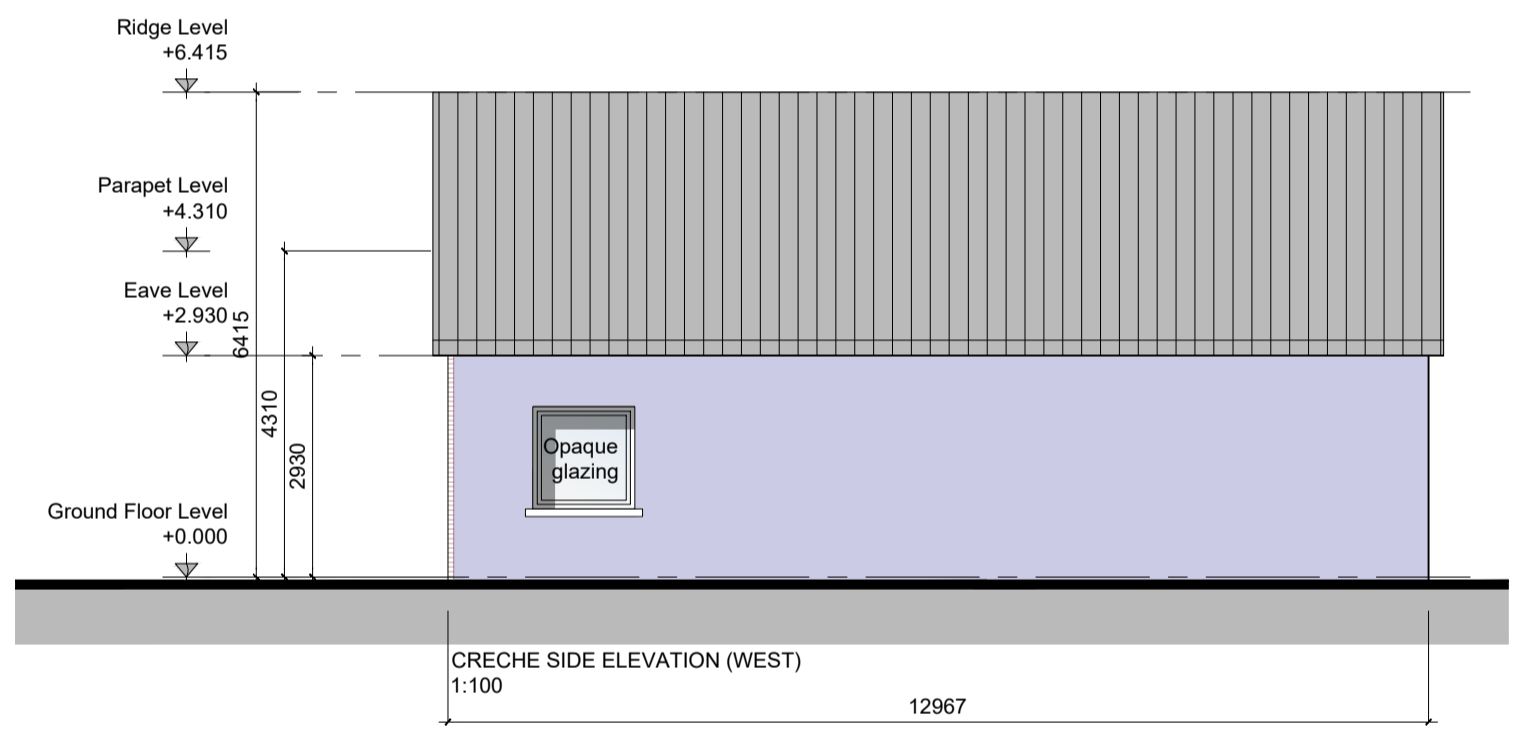 Ridge Level
+6.415
Parapet Level
+4.310
Eave Level
+2.930
6415
4310
2930
Opaque
glazing
Ground Floor Level
+0.000
CRECHE SIDE ELEVATION (WEST)
1:100
12967